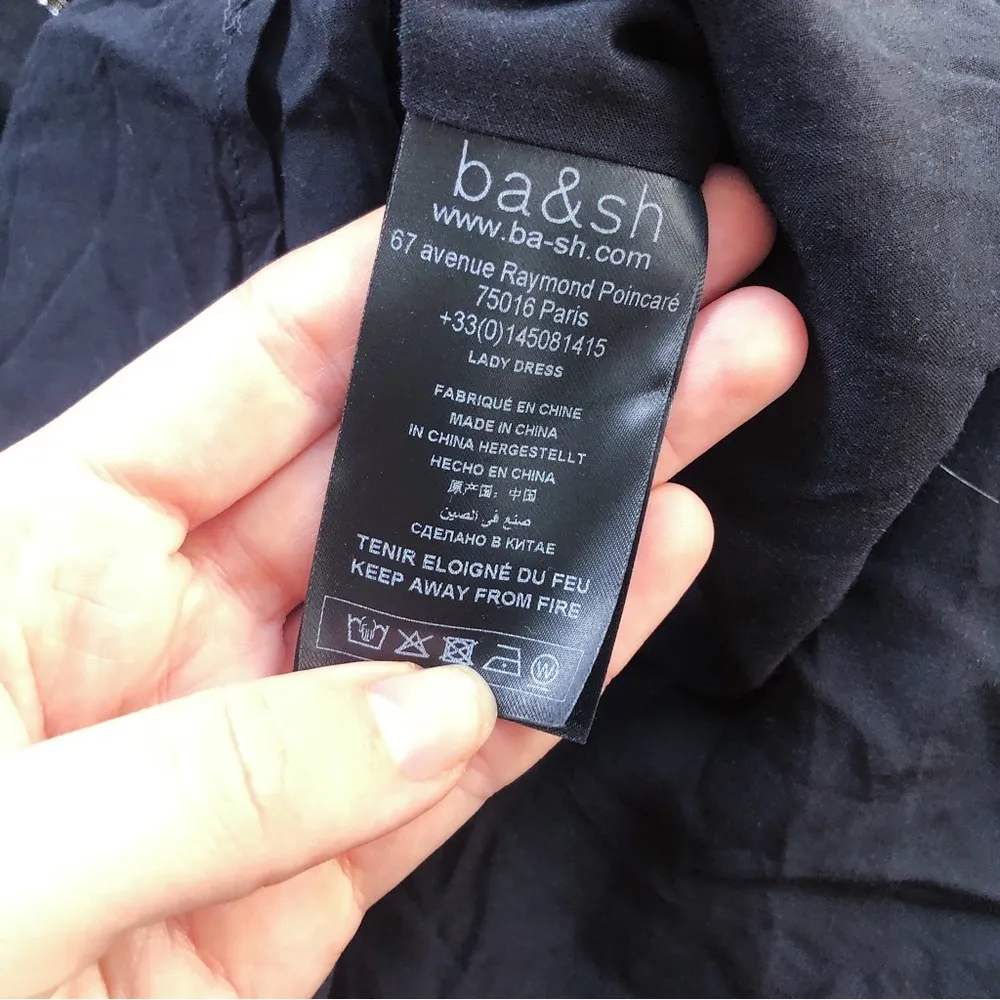 ba&sh
www.ba-sh.com
67 avenue Raymond Poincaré
75016 Paris
+33(0)145081415
LADY DRESS
FABRIQUÉ EN CHINE
MADE IN CHINA
IN CHINA HERGESTELLT
HECHO EN CHINA
原产国：中国
صنع في الصين
СДЕЛАНО В КИТАЕ
TENIR ELOIGNÉ DU FEU
KEEP AWAY FROM FIRE
W